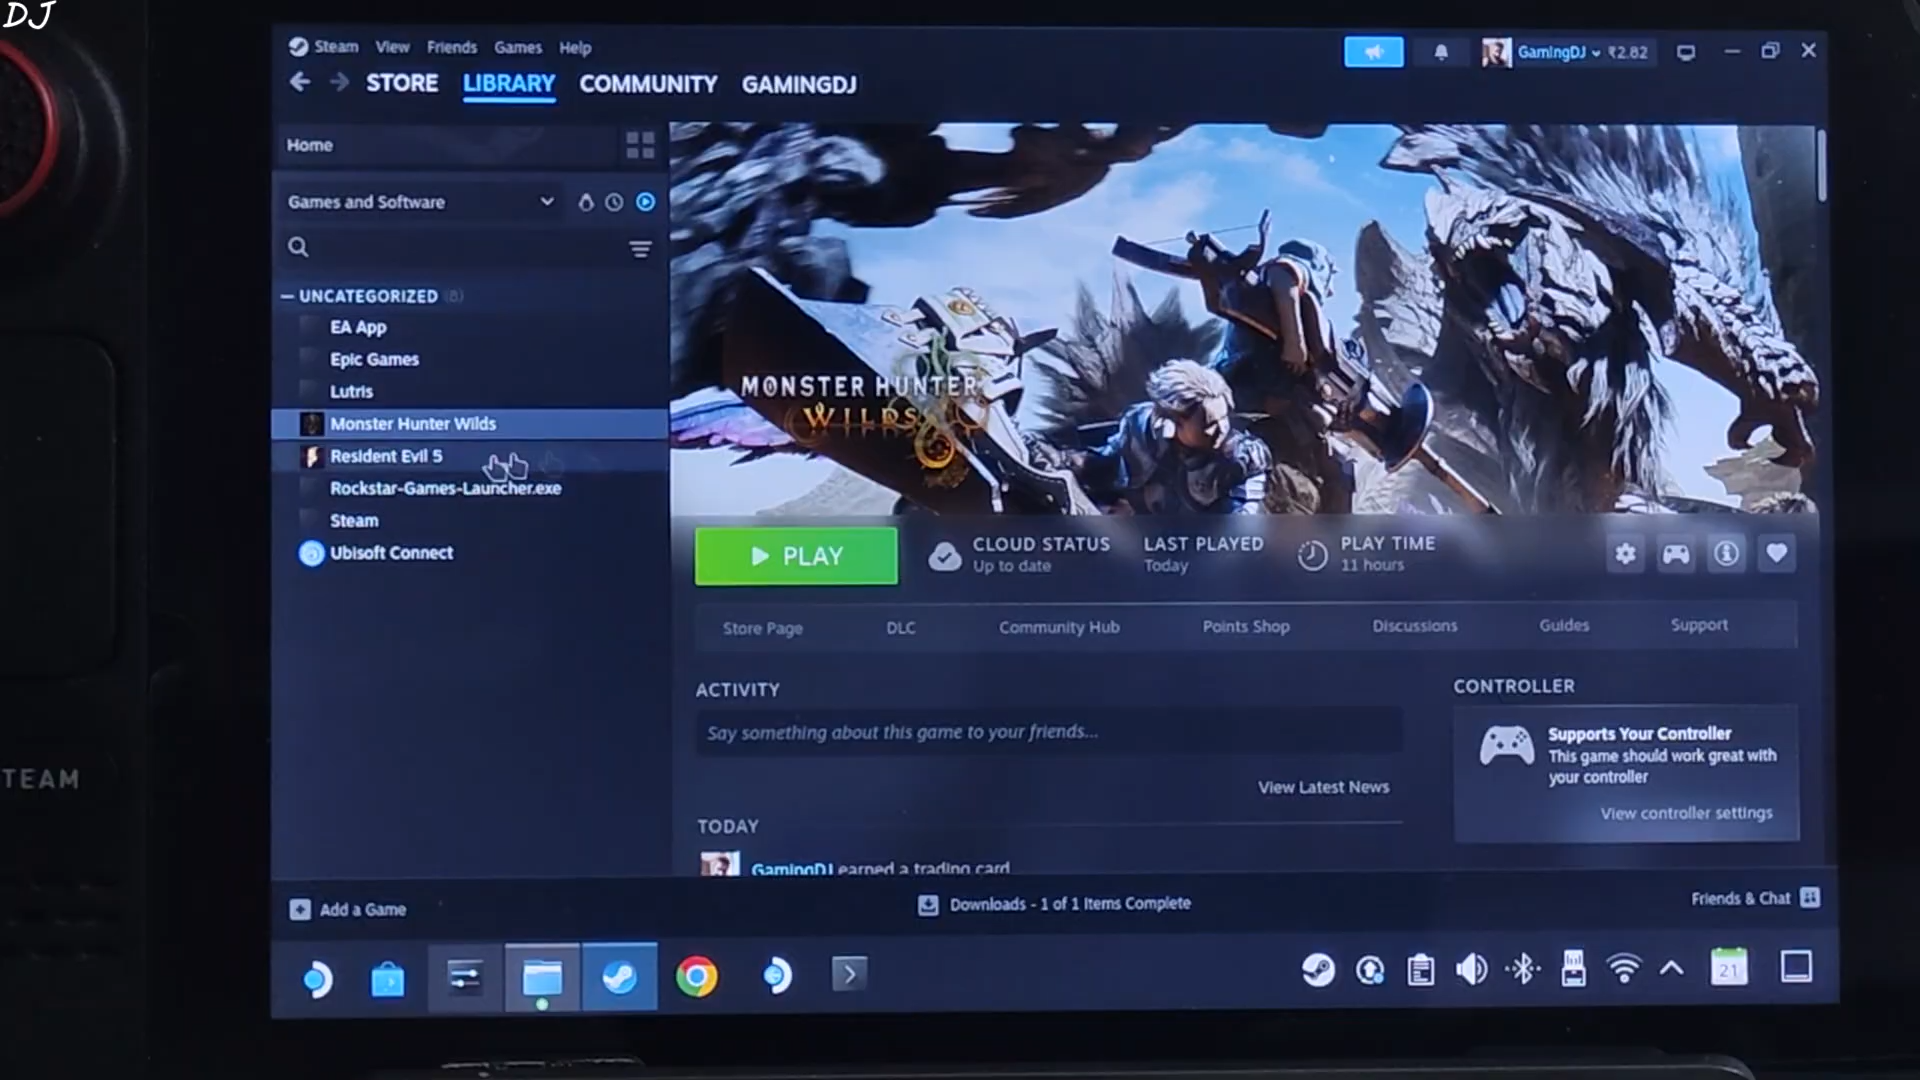 DJ
Steam View Friends Games Help
GamingDJ ₹2.82
STORE LIBRARY COMMUNITY GAMINGDJ
Home
Games and Software
UNCATEGORIZED (8)
EA App
Epic Games
Lutris
Monster Hunter Wilds
Resident Evil 5
Rockstar-Games-Launcher.exe
Steam
Ubisoft Connect
MONSTER HUNTER
WILDS
PLAY
CLOUD STATUS
Up to date
LAST PLAYED
Today
PLAY TIME
11 hours
Store Page DLC Community Hub Points Shop Discussions Guides Support
ACTIVITY
Say something about this game to your friends...
View Latest News
CONTROLLER
Supports Your Controller
This game should work great with
your controller
View controller settings
TODAY
GamingDJ earned a trading card
Add a Game
Downloads - 1 of 1 Items Complete
Friends & Chat
21
TEAM